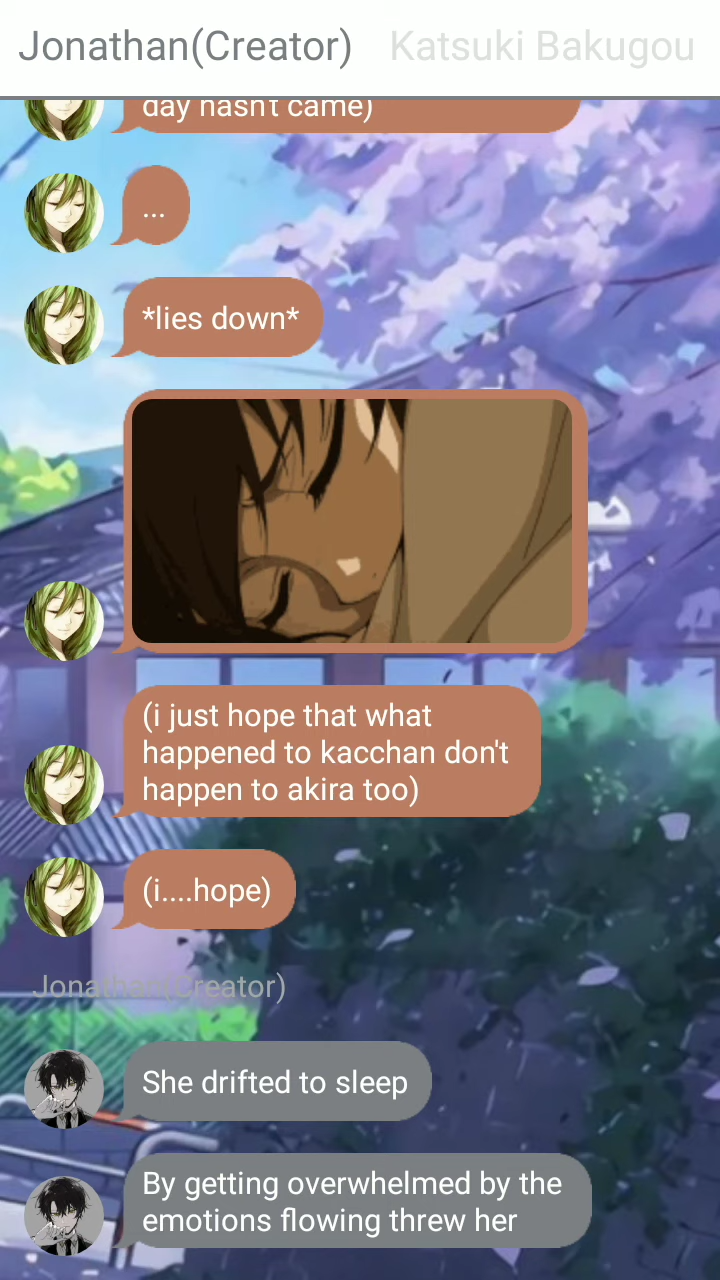 Jonathan(Creator) Katsuki Bakugou
day hasn't came)
...
*lies down*
(i just hope that what
happened to kacchan don't
happen to akira too)
(i....hope)
Jonathan(Creator)
She drifted to sleep
By getting overwhelmed by the
emotions flowing threw her